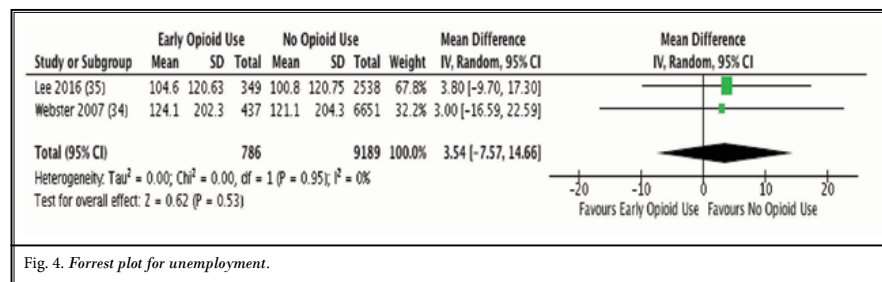 Early Opioid Use No Opioid Use Mean Difference Mean Difference
Study or Subgroup Mean SD Total Mean SD Total Weight IV, Random, 95% CI IV, Random, 95% CI
Lee 2016 (35) 104.6 120.63 349 100.8 120.75 2538 67.8% 3.80 [-9.70, 17.30]
Webster 2007 (34) 124.1 202.3 437 121.1 204.3 6651 32.2% 3.00 [-16.59, 22.59]
Total (95% CI) 786 9189 100.0% 3.54 [-7.57, 14.66]
Heterogeneity: Tau² = 0.00; Chi² = 0.00, df = 1 (P = 0.95); I² = 0%
Test for overall effect: Z = 0.62 (P = 0.53)
-20 -10 0 10 20
Favours Early Opioid Use Favours No Opioid Use
Fig. 4. Forrest plot for unemployment.